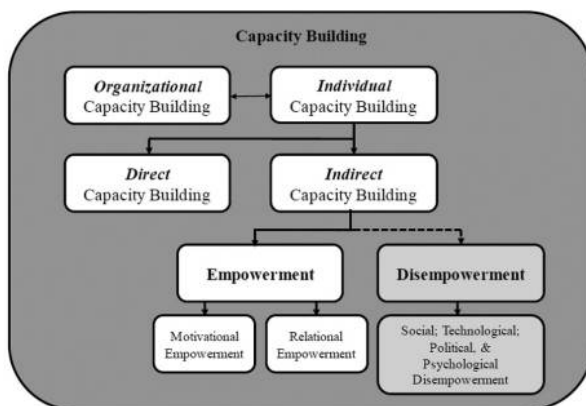 Capacity Building
Organizational
Capacity Building
Individual
Capacity Building
Direct
Capacity Building
Indirect
Capacity Building
Empowerment
Disempowerment
Motivational
Empowerment
Relational
Empowerment
Social; Technological;
Political, &
Psychological
Disempowerment